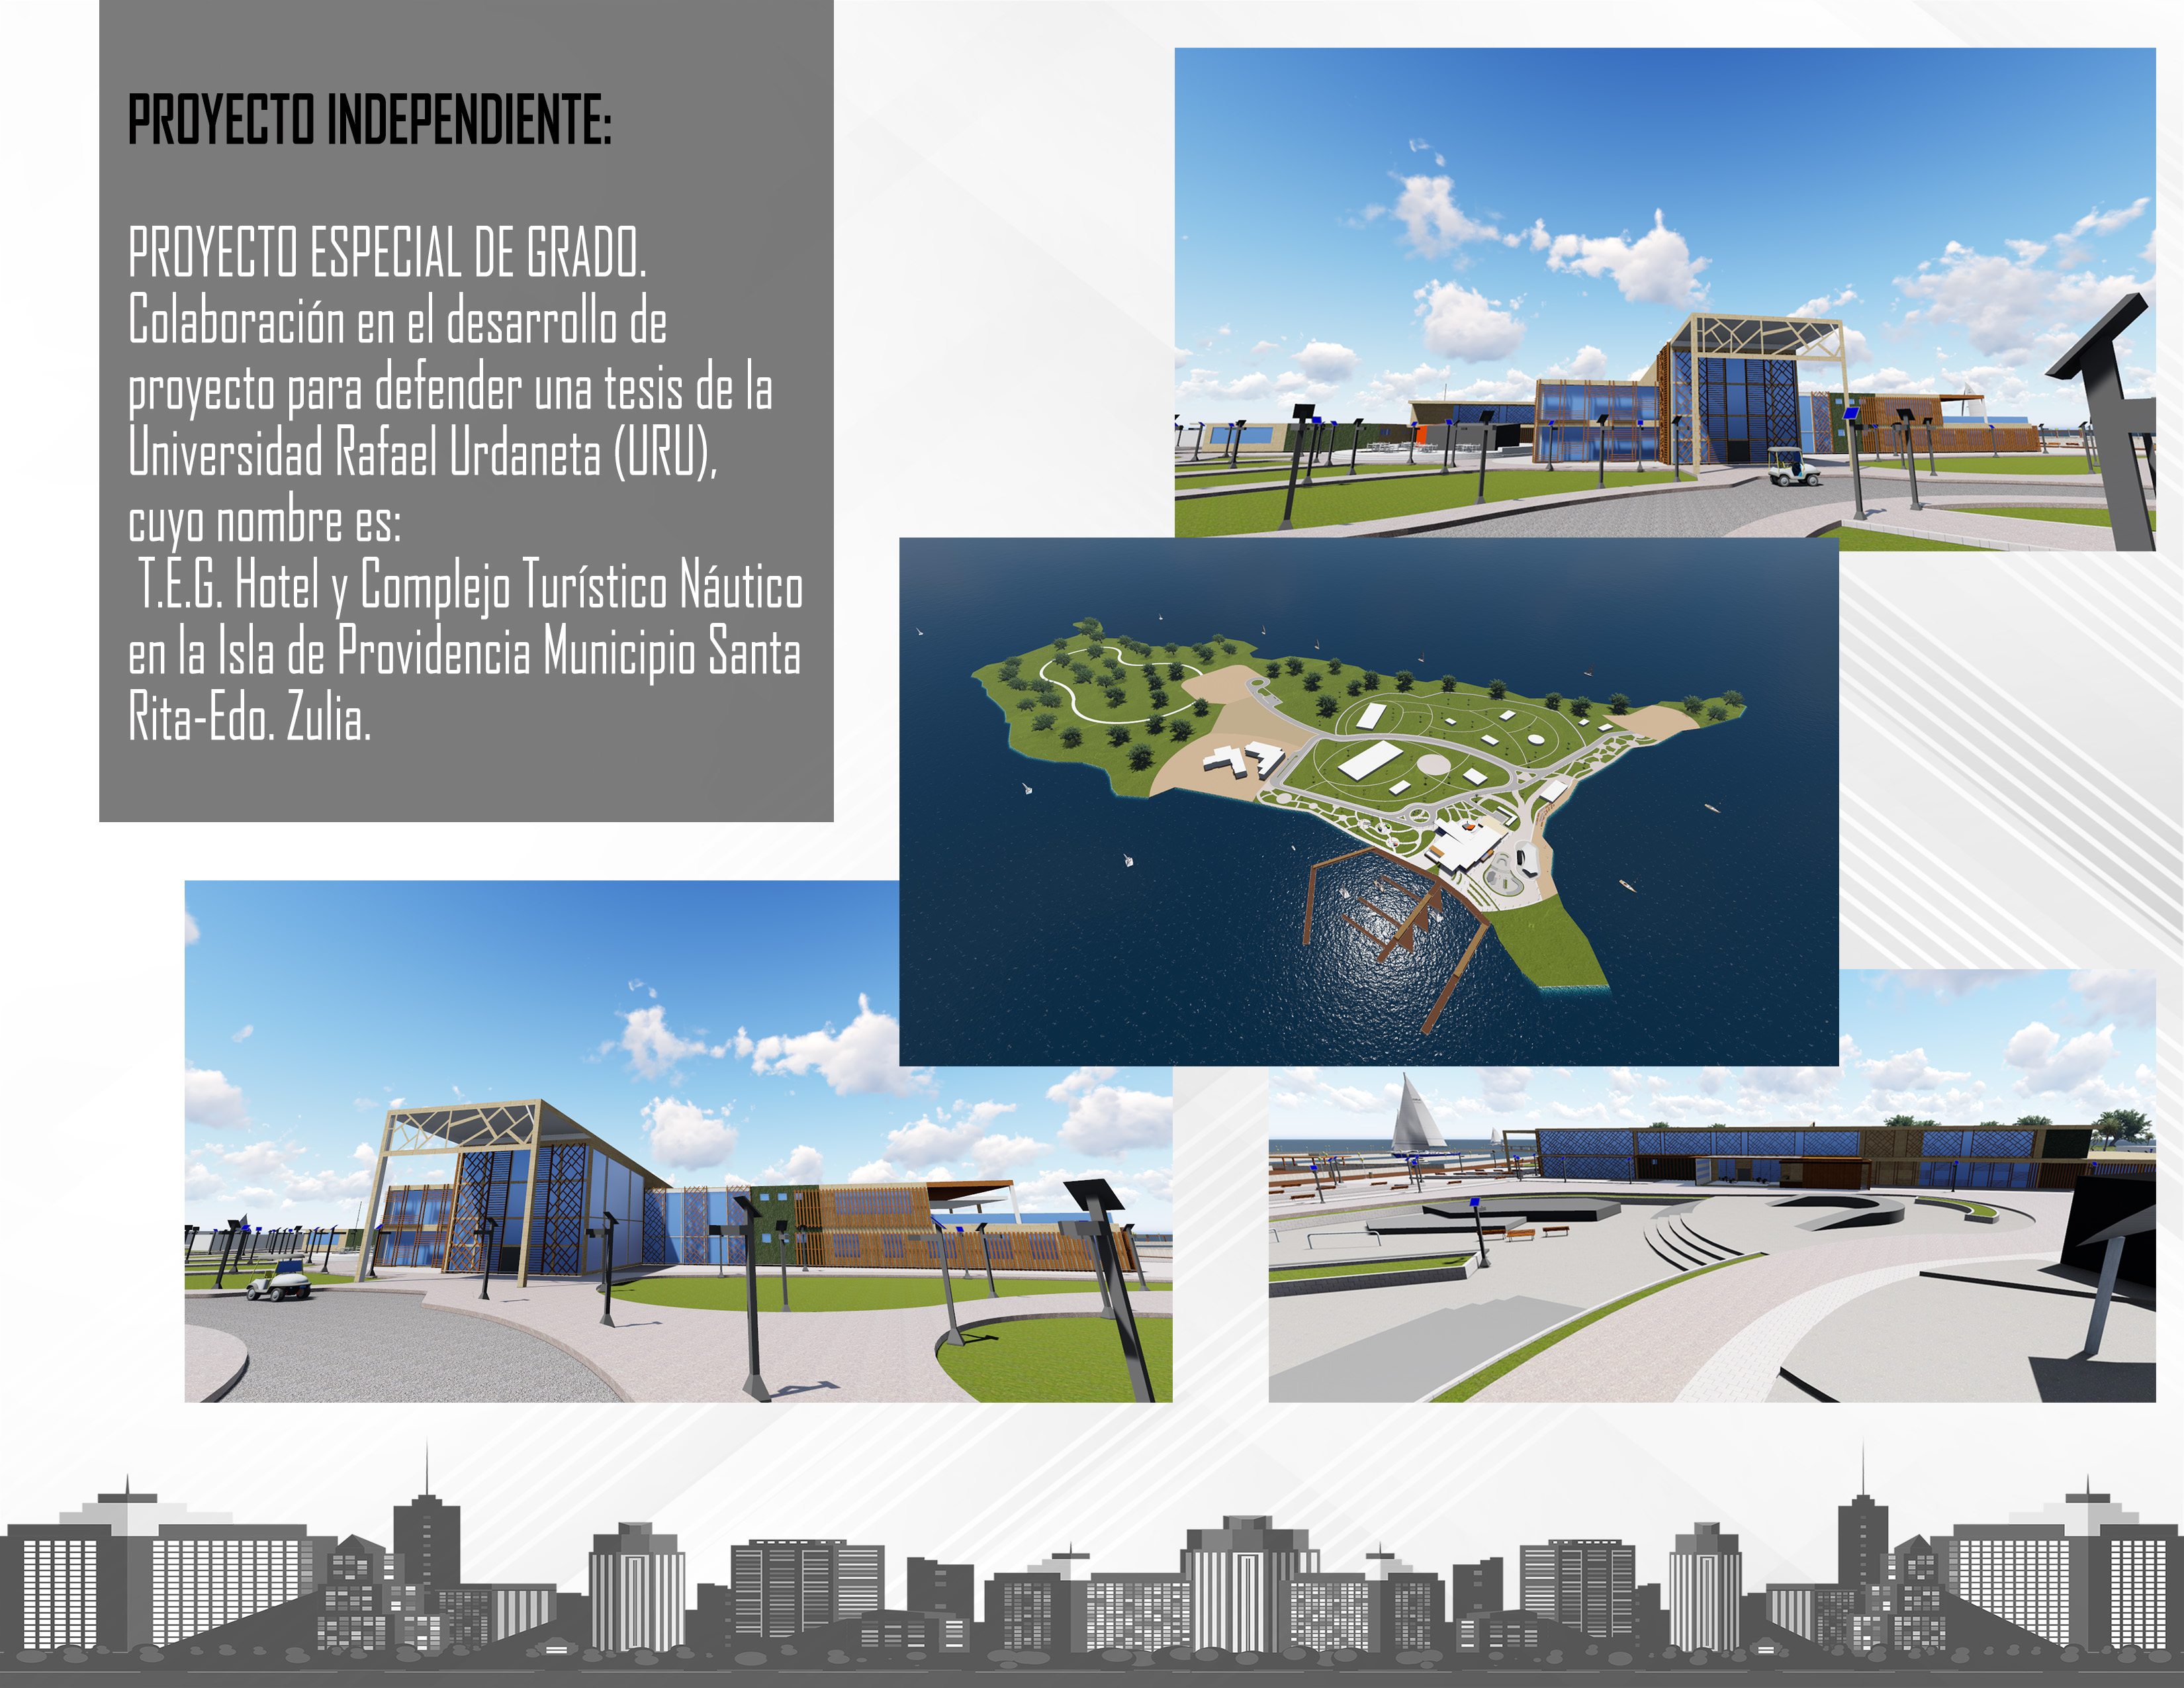 PROYECTO INDEPENDIENTE:
PROYECTO ESPECIAL DE GRADO.
Colaboración en el desarrollo de
proyecto para defender una tesis de la
Universidad Rafael Urdaneta (URU),
cuyo nombre es:
T.E.G. Hotel y Complejo Turístico Náutico
en la Isla de Providencia Municipio Santa
Rita-Edo. Zulia.